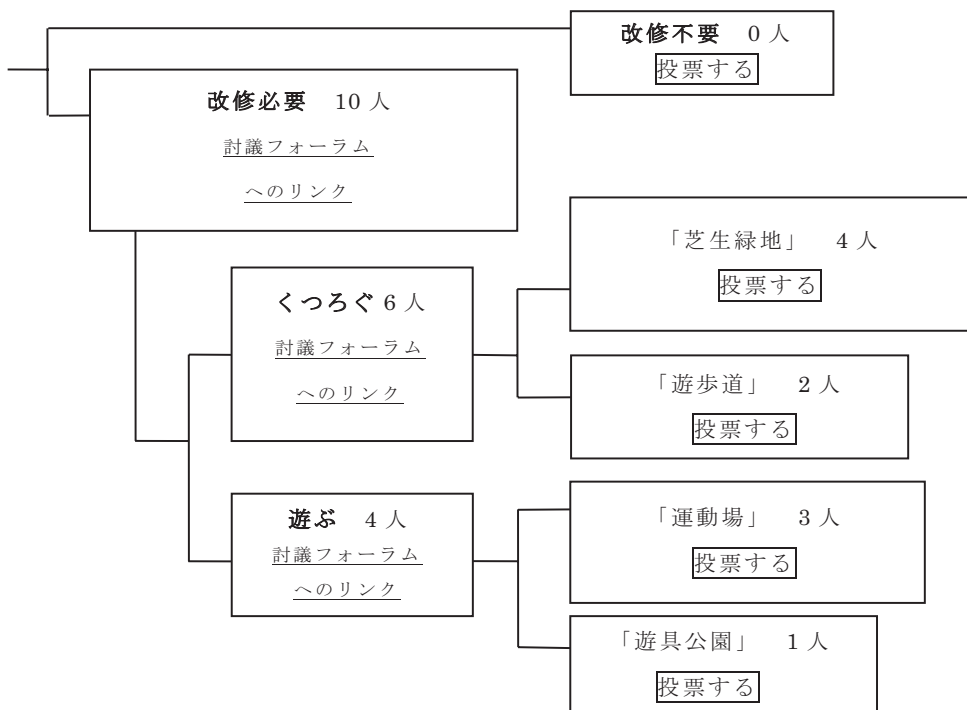 改修不要　0 人
投票する
改修必要　10 人
討議フォーラム
へのリンク
くつろぐ 6 人
討議フォーラム
へのリンク
「芝生緑地」　4 人
投票する
「遊歩道」　2 人
投票する
遊ぶ　4 人
討議フォーラム
へのリンク
「運動場」　3 人
投票する
「遊具公園」　1 人
投票する